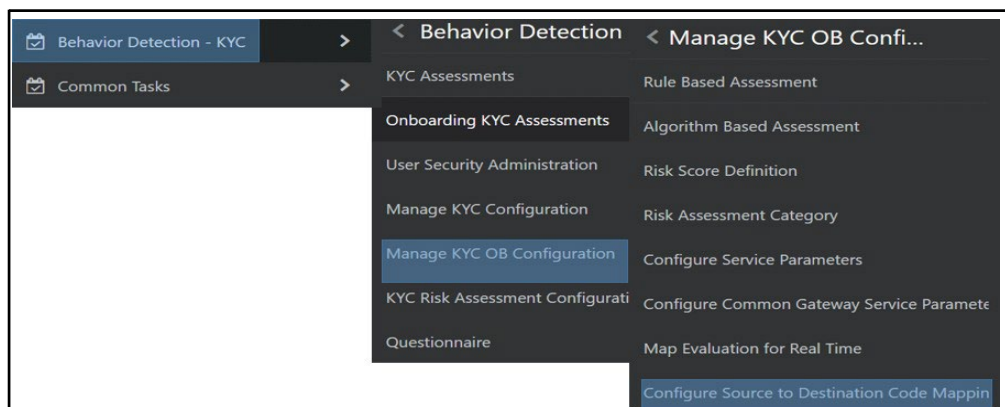 Behavior Detection - KYC
Common Tasks
Behavior Detection
KYC Assessments
Onboarding KYC Assessments
User Security Administration
Manage KYC Configuration
Manage KYC OB Configuration
KYC Risk Assessment Configurati
Questionnaire
Manage KYC OB Confi...
Rule Based Assessment
Algorithm Based Assessment
Risk Score Definition
Risk Assessment Category
Configure Service Parameters
Configure Common Gateway Service Paramete
Map Evaluation for Real Time
Configure Source to Destination Code Mappin